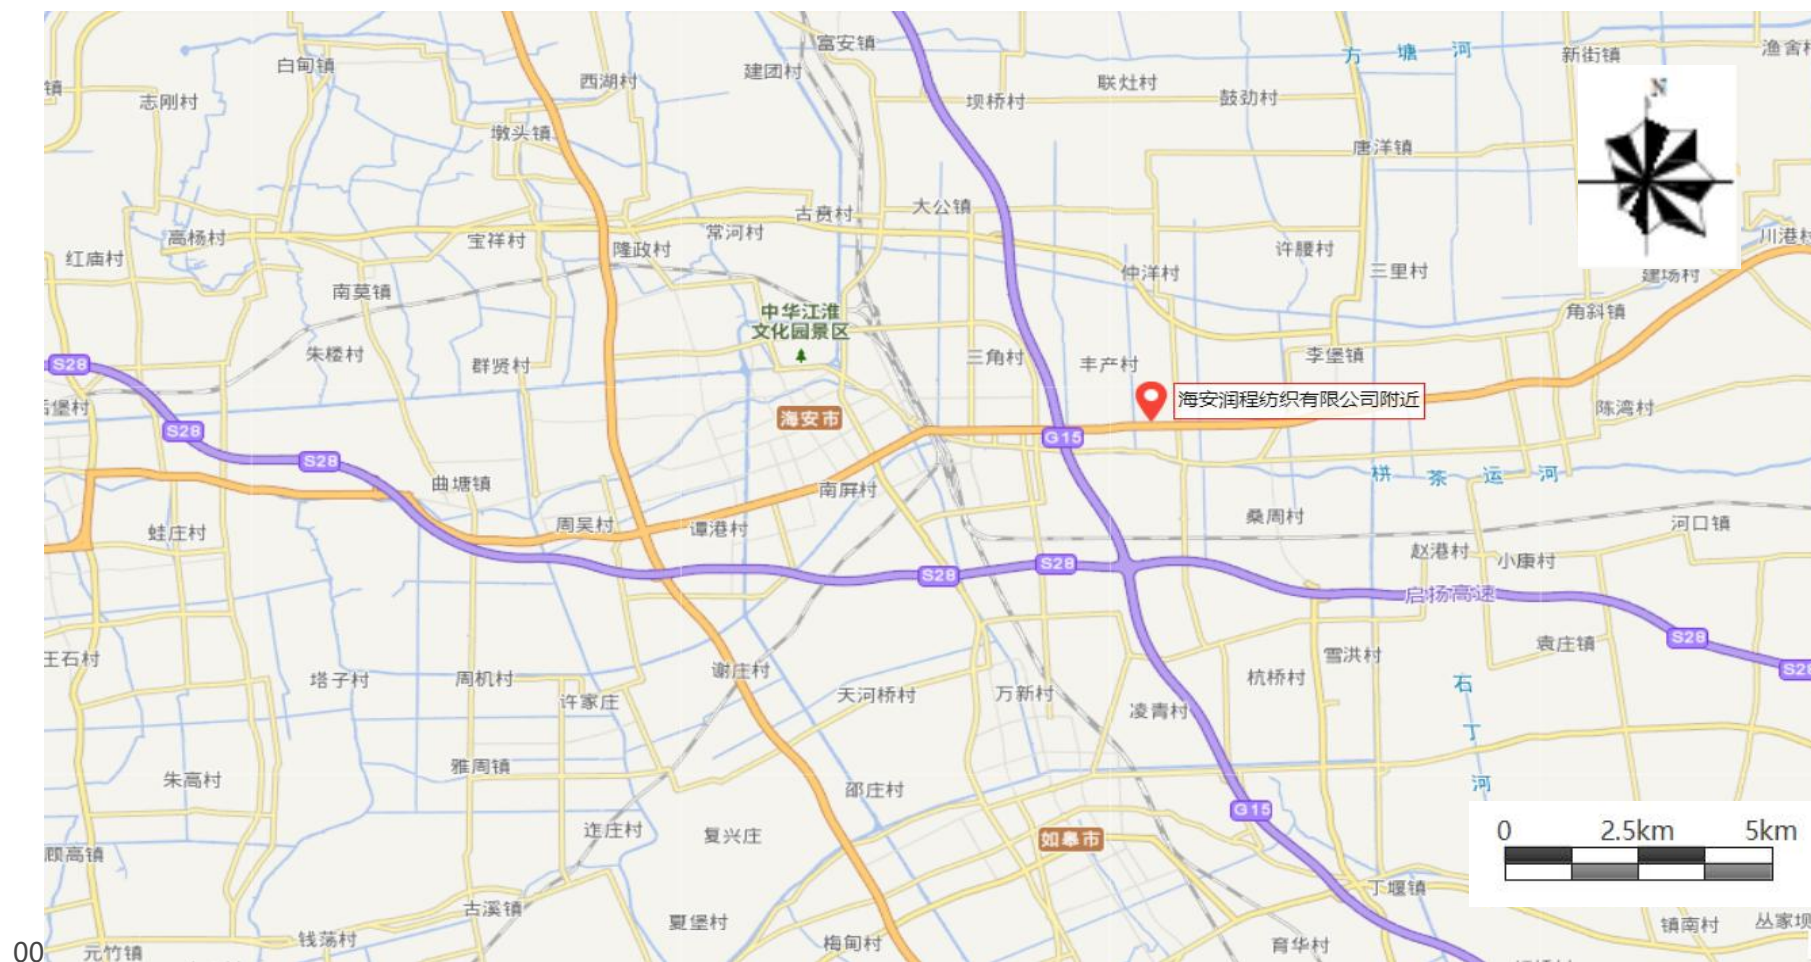 富安镇
新街镇
方塘河
白甸镇
建团村
西湖村
联灶村
志刚村
坝桥村
鼓劲村
N
墩头镇
唐洋镇
古贲村
大公镇
高杨村
宝祥村
常河村
隆政村
许腰村
红庙村
仲洋村
三里村
南莫镇
角斜镇
中华江淮
文化园景区
朱楼村
群贤村
三角村
丰产村
李堡镇
S28
海安润程纺织有限公司附近
陈湾村
海安市
S28
G15
S28
曲塘镇
南屏村
栟茶运河
周吴村
谭港村
桑周村
河口镇
蛙庄村
赵港村
小康村
S28
S28
启扬高速
S28
袁庄镇
王石村
雪洪村
塔子村
周机村
谢庄村
杭桥村
S28
许家庄
天河桥村
万新村
石丁河
凌青村
朱高村
雅周镇
邵庄村
G15
0 2.5km 5km
迮庄村
复兴庄
如皋市
顾高镇
丁堰镇
古溪镇
夏堡村
镇南村
丛家坝
00
元竹镇
钱荡村
梅甸村
育华村